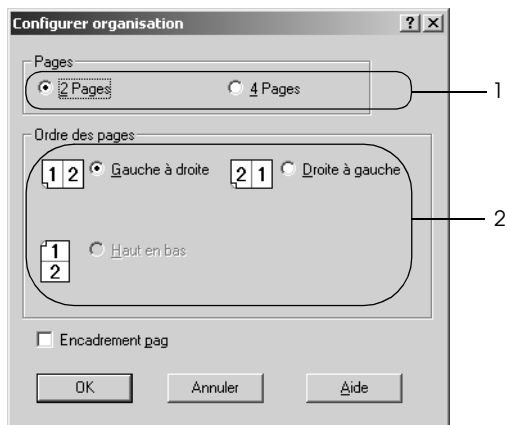 Configurer organisation
Pages
2 Pages 4 Pages
1
Ordre des pages
1 2 Gauche à droite 2 1 Droite à gauche
2
1
2 Haut en bas
Encadrement pag
OK Annuler Aide